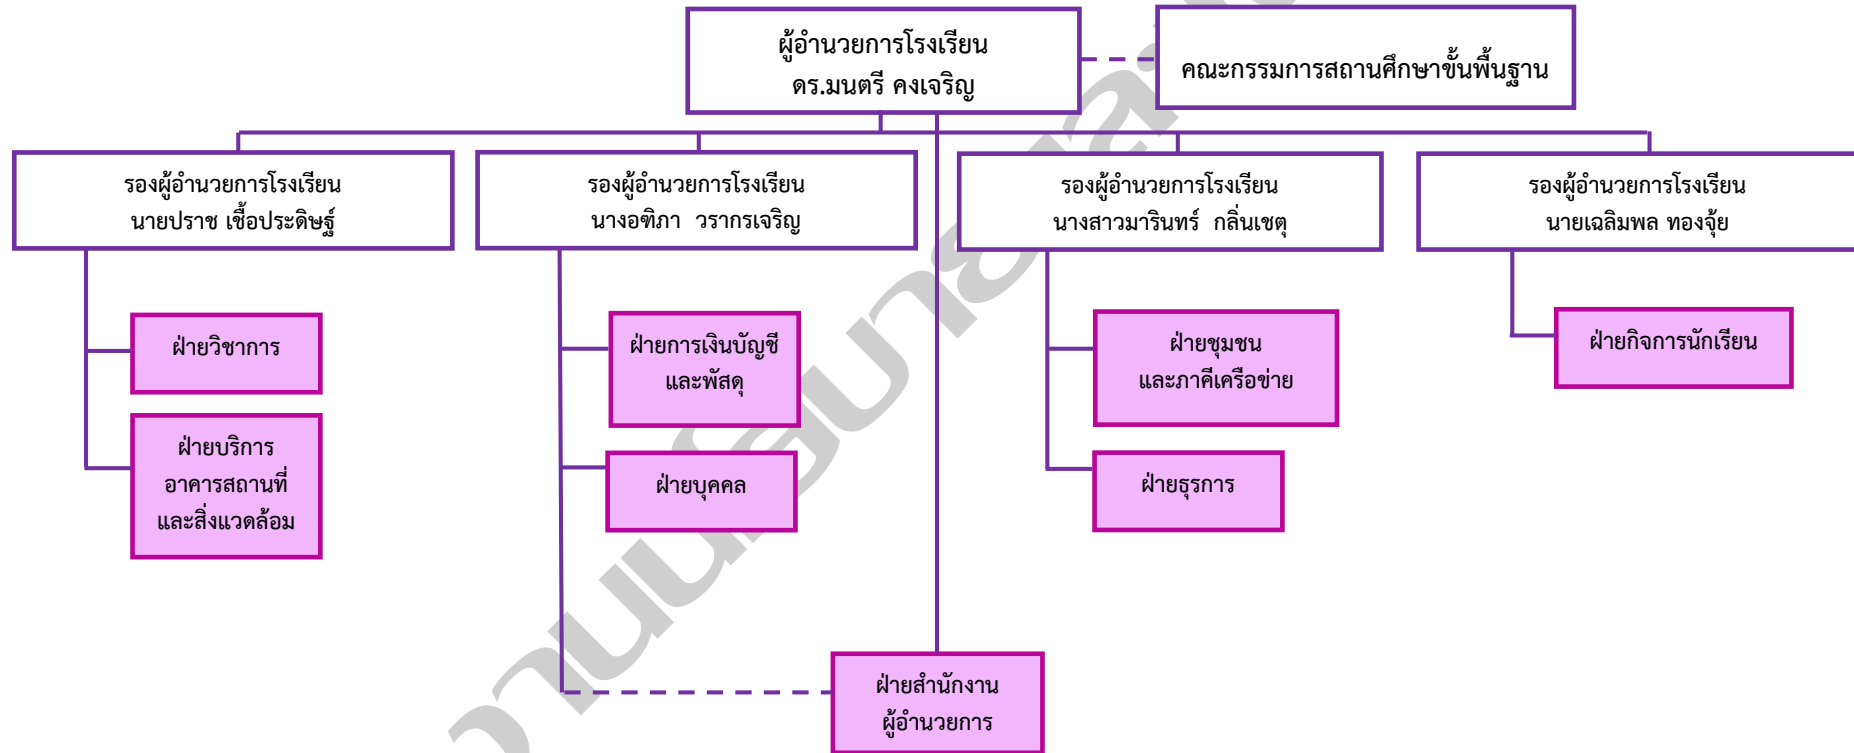 ผู้อำนวยการโรงเรียน
ดร.มนตรี คงเจริญ
คณะกรรมการสถานศึกษาขั้นพื้นฐาน
รองผู้อำนวยการโรงเรียน
นายปราช เชื้อประดิษฐ์
รองผู้อำนวยการโรงเรียน
นางอฑิภา วรากรเจริญ
รองผู้อำนวยการโรงเรียน
นางสาวมารินทร์ กลิ่นเชตุ
รองผู้อำนวยการโรงเรียน
นายเฉลิมพล ทองจุ้ย
ฝ่ายวิชาการ
ฝ่ายบริการ
อาคารสถานที่
และสิ่งแวดล้อม
ฝ่ายการเงินบัญชี
และพัสดุ
ฝ่ายบุคคล
ฝ่ายชุมชน
และภาคีเครือข่าย
ฝ่ายธุรการ
ฝ่ายกิจการนักเรียน
ฝ่ายสำนักงาน
ผู้อำนวยการ